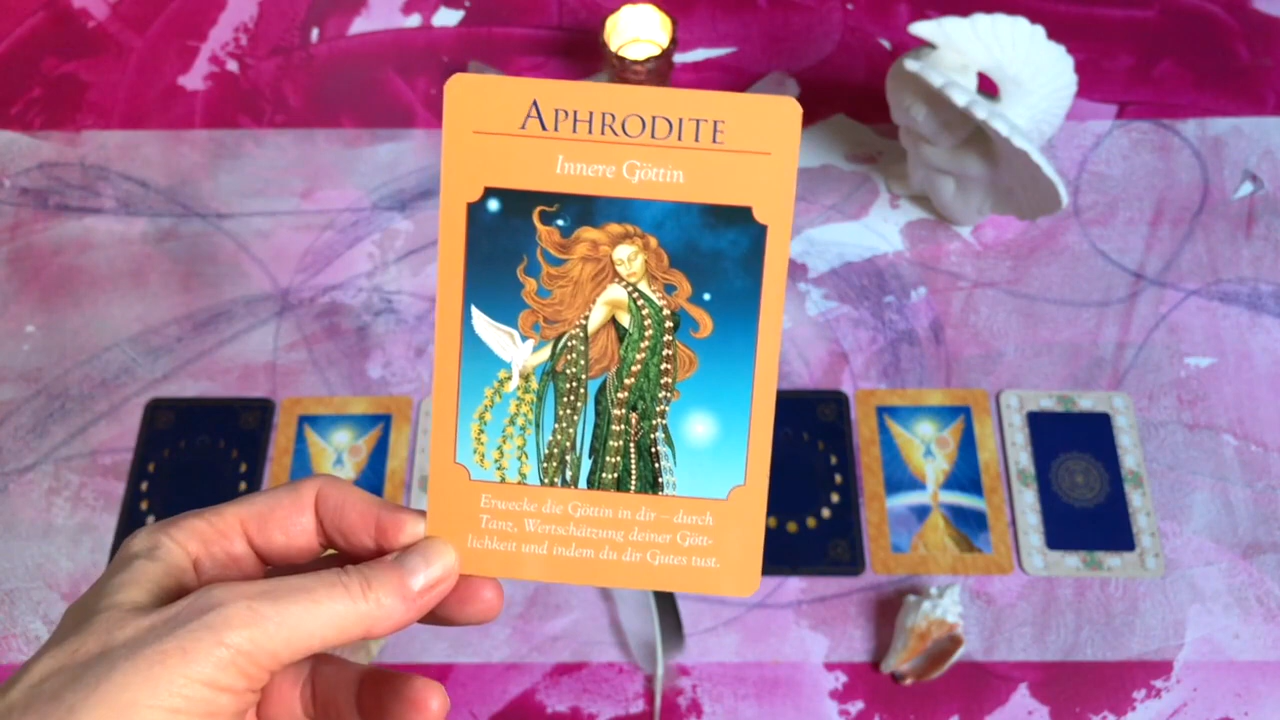 APHRODITE
Innere Göttin
Erwecke die Göttin in dir – durch
Tanz, Wertschätzung deiner Gött-
lichkeit und indem du dir Gutes tust.